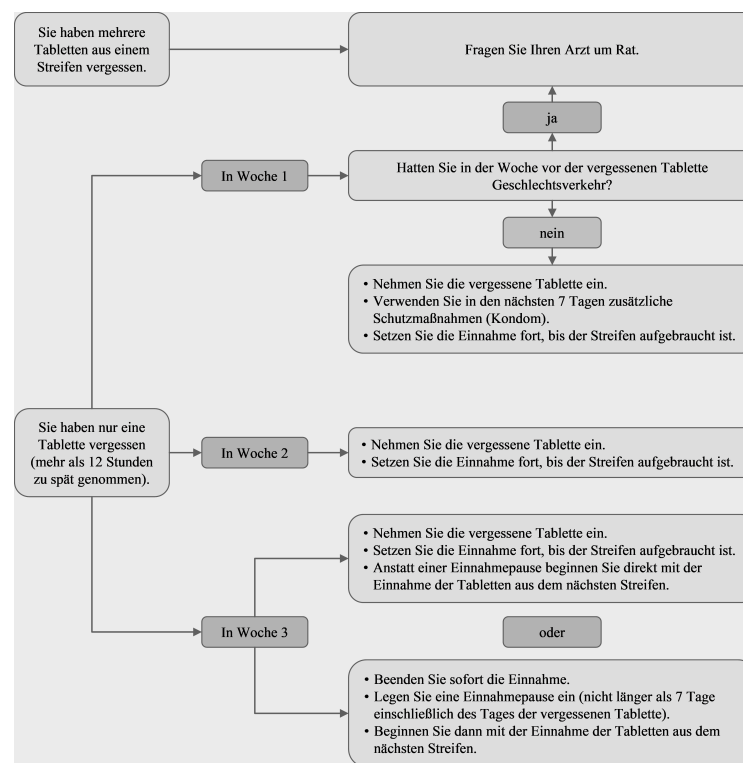 Sie haben mehrere
Tabletten aus einem
Streifen vergessen.
Fragen Sie Ihren Arzt um Rat.
ja
In Woche 1
Hatten Sie in der Woche vor der vergessenen Tablette
Geschlechtsverkehr?
nein
• Nehmen Sie die vergessene Tablette ein.
• Verwenden Sie in den nächsten 7 Tagen zusätzliche
Schutzmaßnahmen (Kondom).
• Setzen Sie die Einnahme fort, bis der Streifen aufgebraucht ist.
Sie haben nur eine
Tablette vergessen
(mehr als 12 Stunden
zu spät genommen).
In Woche 2
• Nehmen Sie die vergessene Tablette ein.
• Setzen Sie die Einnahme fort, bis der Streifen aufgebraucht ist.
• Nehmen Sie die vergessene Tablette ein.
• Setzen Sie die Einnahme fort, bis der Streifen aufgebraucht ist.
• Anstatt einer Einnahmepause beginnen Sie direkt mit der
Einnahme der Tabletten aus dem nächsten Streifen.
In Woche 3
oder
• Beenden Sie sofort die Einnahme.
• Legen Sie eine Einnahmepause ein (nicht länger als 7 Tage
einschließlich des Tages der vergessenen Tablette).
• Beginnen Sie dann mit der Einnahme der Tabletten aus dem
nächsten Streifen.